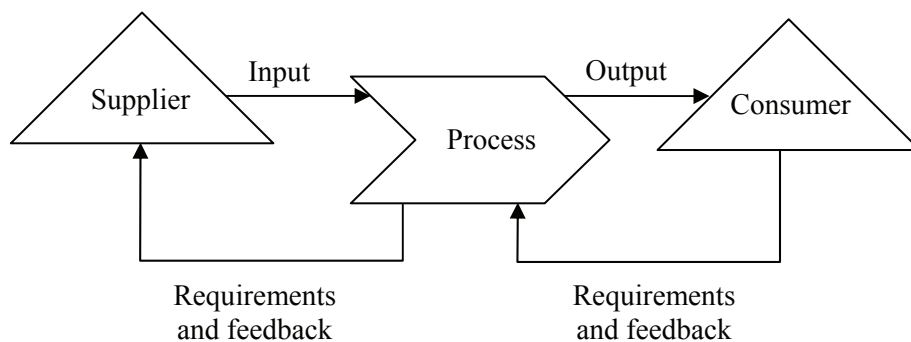 Input
Output
Supplier
Consumer
Process
Requirements
and feedback
Requirements
and feedback